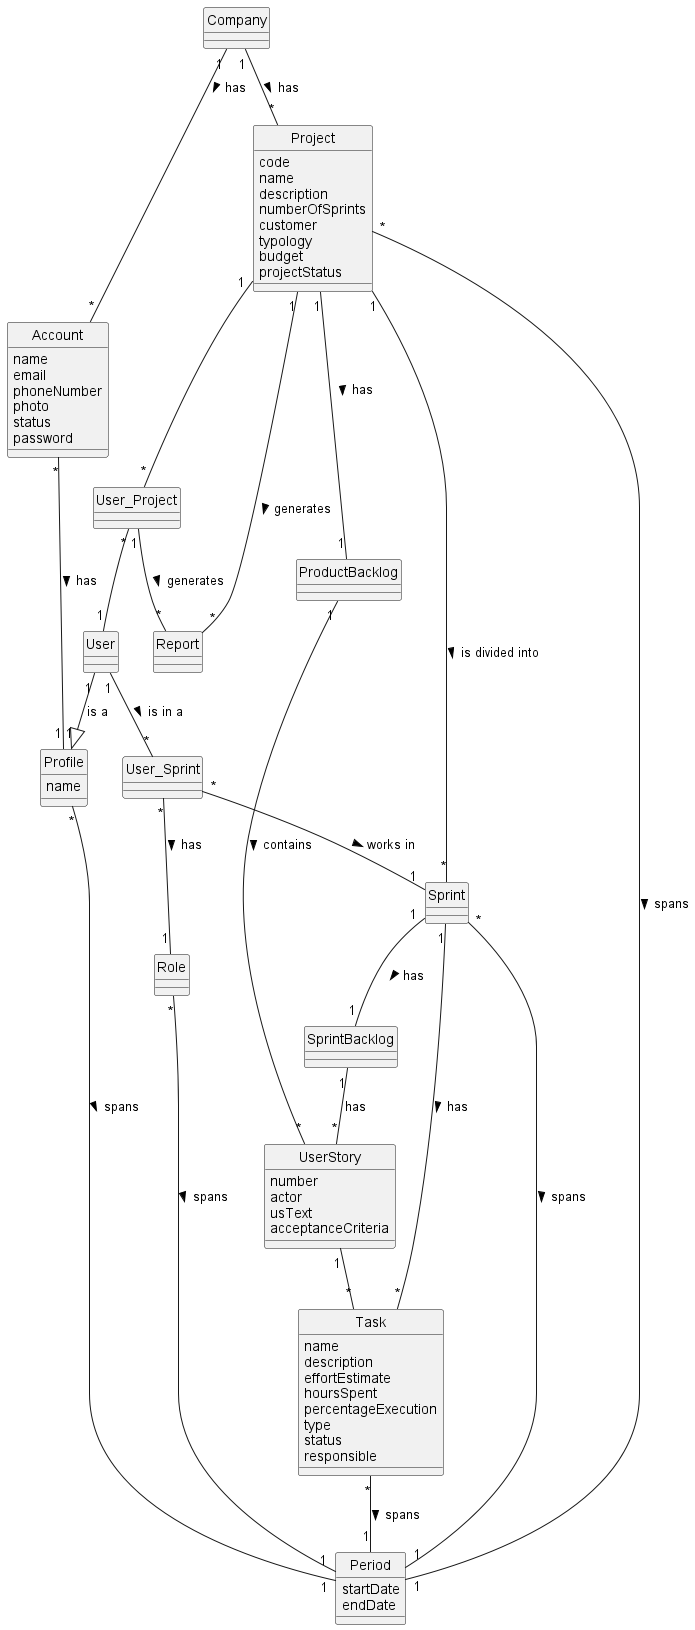 Company
1
1
has
has
*
Project
code
name
description
numberOfSprints
customer
typology
budget
projectStatus
*
1
1
1
1
*
Account
name
email
phoneNumber
photo
status
password
has
*
*
User_Project
generates
*
1
1
ProductBacklog
has
generates
1
*
*
1
User
Report
is divided into
1
1
is a
is in a
1
1
*
Profile
name
User_Sprint
*
*
*
has
contains
works in
*
1
Sprint
1
*
spans
1
1
Role
*
has
1
SprintBacklog
1
spans
has
has
*
*
UserStory
number
actor
usText
acceptanceCriteria
spans
spans
1
*
*
Task
name
description
effortEstimate
hoursSpent
percentageExecution
type
status
responsible
*
spans
1
1
1
Period
startDate
endDate
1
1